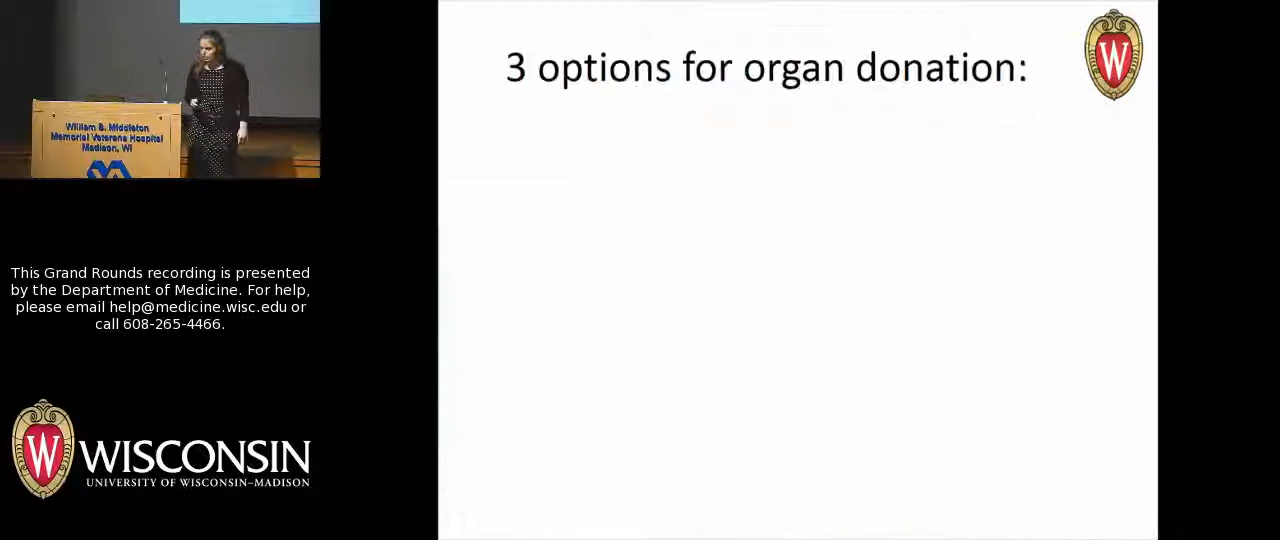 William S. Middleton
Memorial Veterans Hospital
Madison, WI
This Grand Rounds recording is presented
by the Department of Medicine. For help,
please email help@medicine.wisc.edu or
call 608-265-4466.
W WISCONSIN
UNIVERSITY OF WISCONSIN–MADISON
3 options for organ donation:
W